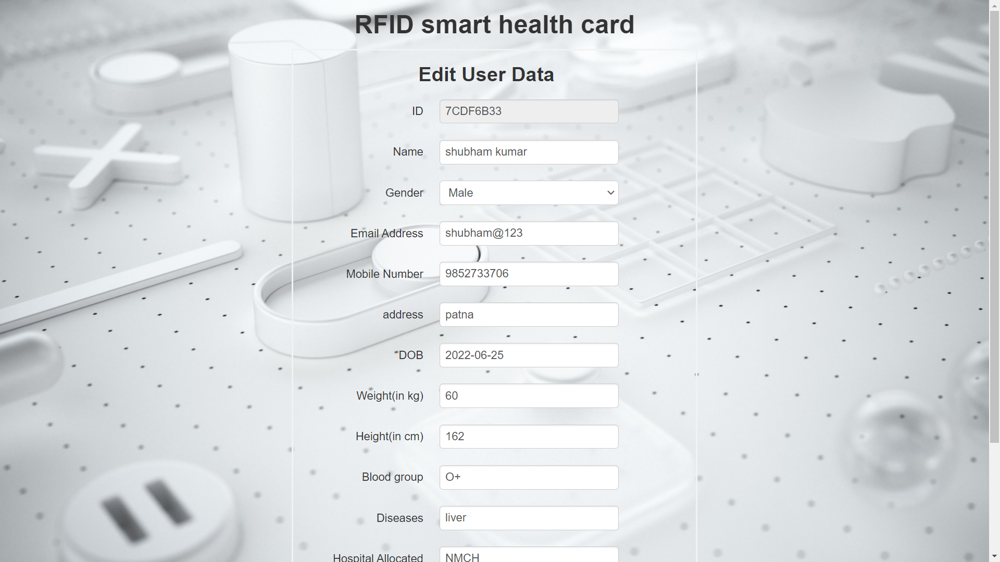 RFID smart health card
Edit User Data
ID 7CDF6B33
Name shubham kumar
Gender Male
Email Address shubham@123
Mobile Number 9852733706
address patna
DOB 2022-06-25
Weight(in kg) 60
Height(in cm) 162
Blood group O+
Diseases liver
Hospital Allocated NMCH